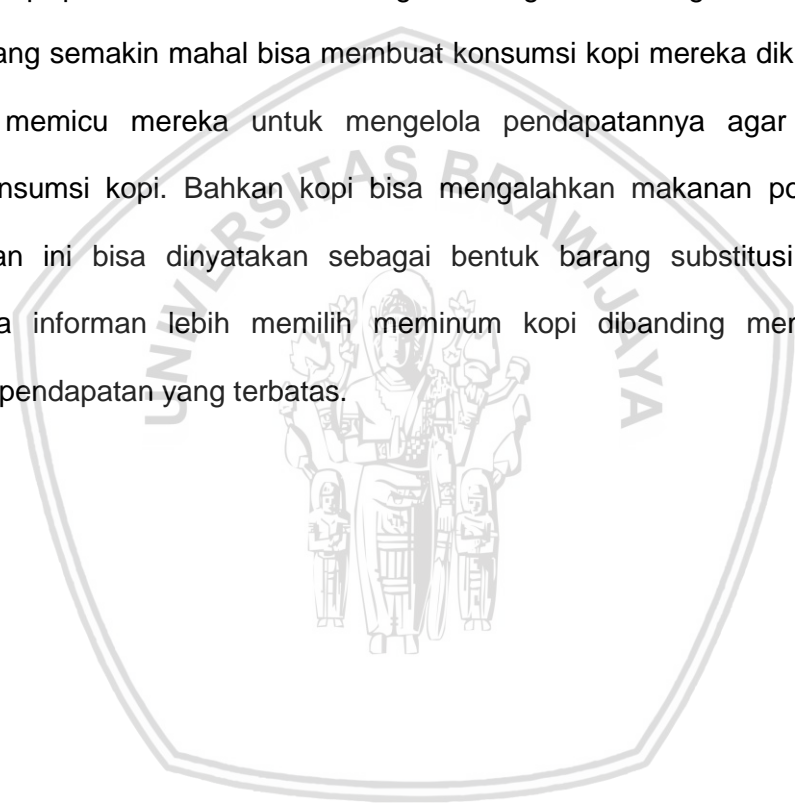 ang semakin mahal bisa membuat konsumsi kopi mereka dik
memicu mereka untuk mengelola pendapatannya agar
nsumsi kopi. Bahkan kopi bisa mengalahkan makanan po
an ini bisa dinyatakan sebagai bentuk barang substitusi
a informan lebih memilih meminum kopi dibanding mer
pendapatan yang terbatas.
UNIVERSITAS BRAWIJAYA